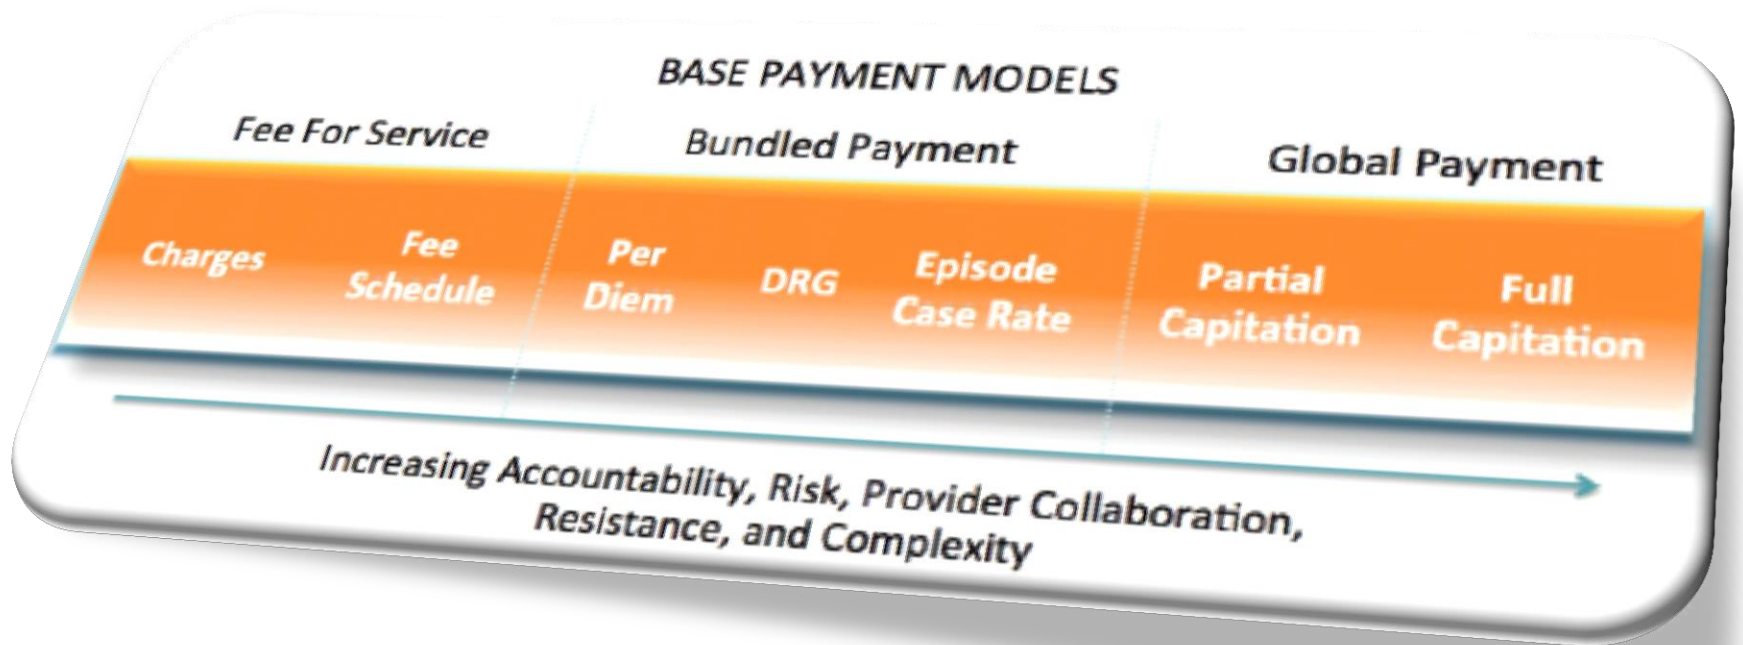 BASE PAYMENT MODELS
Fee For Service
Bundled Payment
Global Payment
Charges
Fee
Schedule
Per
Diem
DRG
Episode
Case Rate
Partial
Capitation
Full
Capitation
Increasing Accountability, Risk, Provider Collaboration,
Resistance, and Complexity